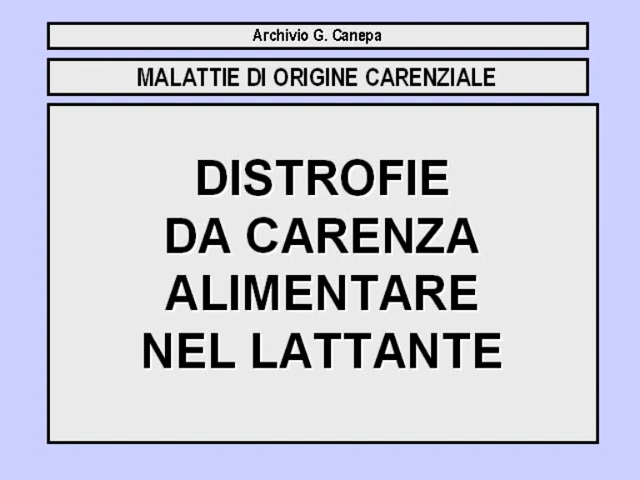 Archivio G. Canepa
MALATTIE DI ORIGINE CARENZIALE
DISTROFIE
DA CARENZA
ALIMENTARE
NEL LATTANTE